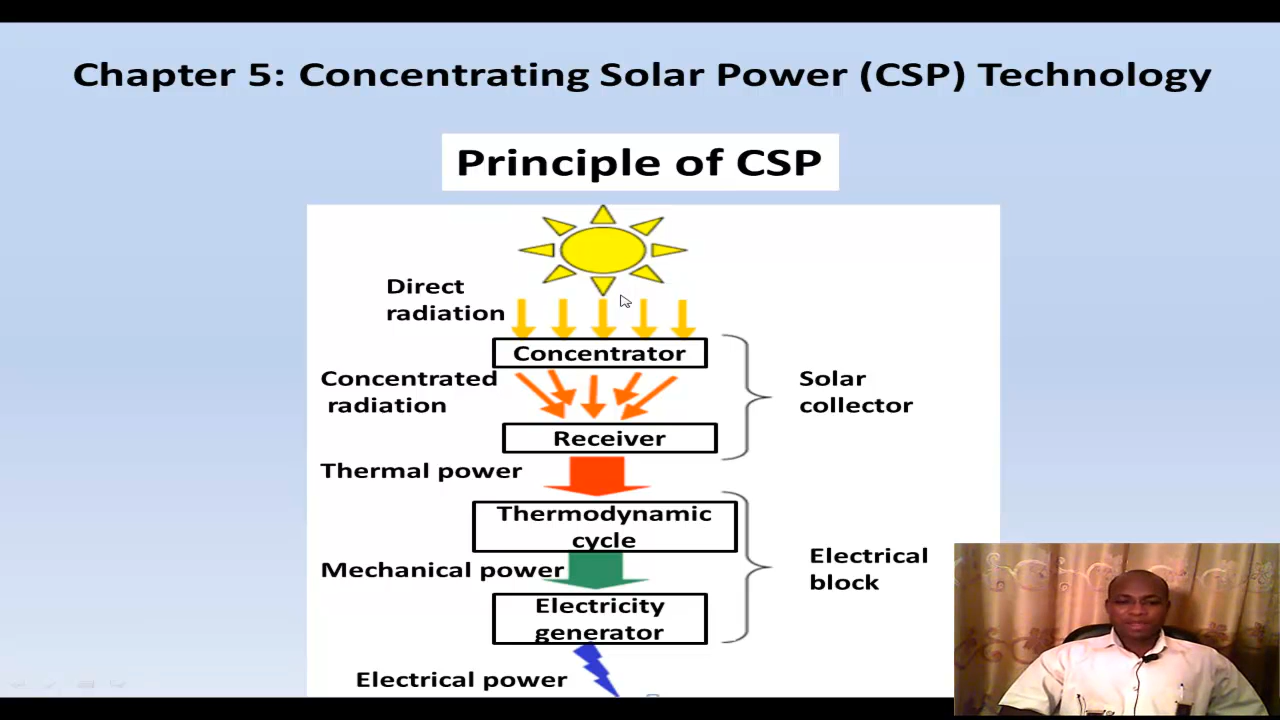 Chapter 5: Concentrating Solar Power (CSP) Technology
Principle of CSP
Direct
radiation
Concentrator
Concentrated
radiation
Solar
collector
Receiver
Thermal power
Thermodynamic
cycle
Mechanical power
Electrical
block
Electricity
generator
Electrical power